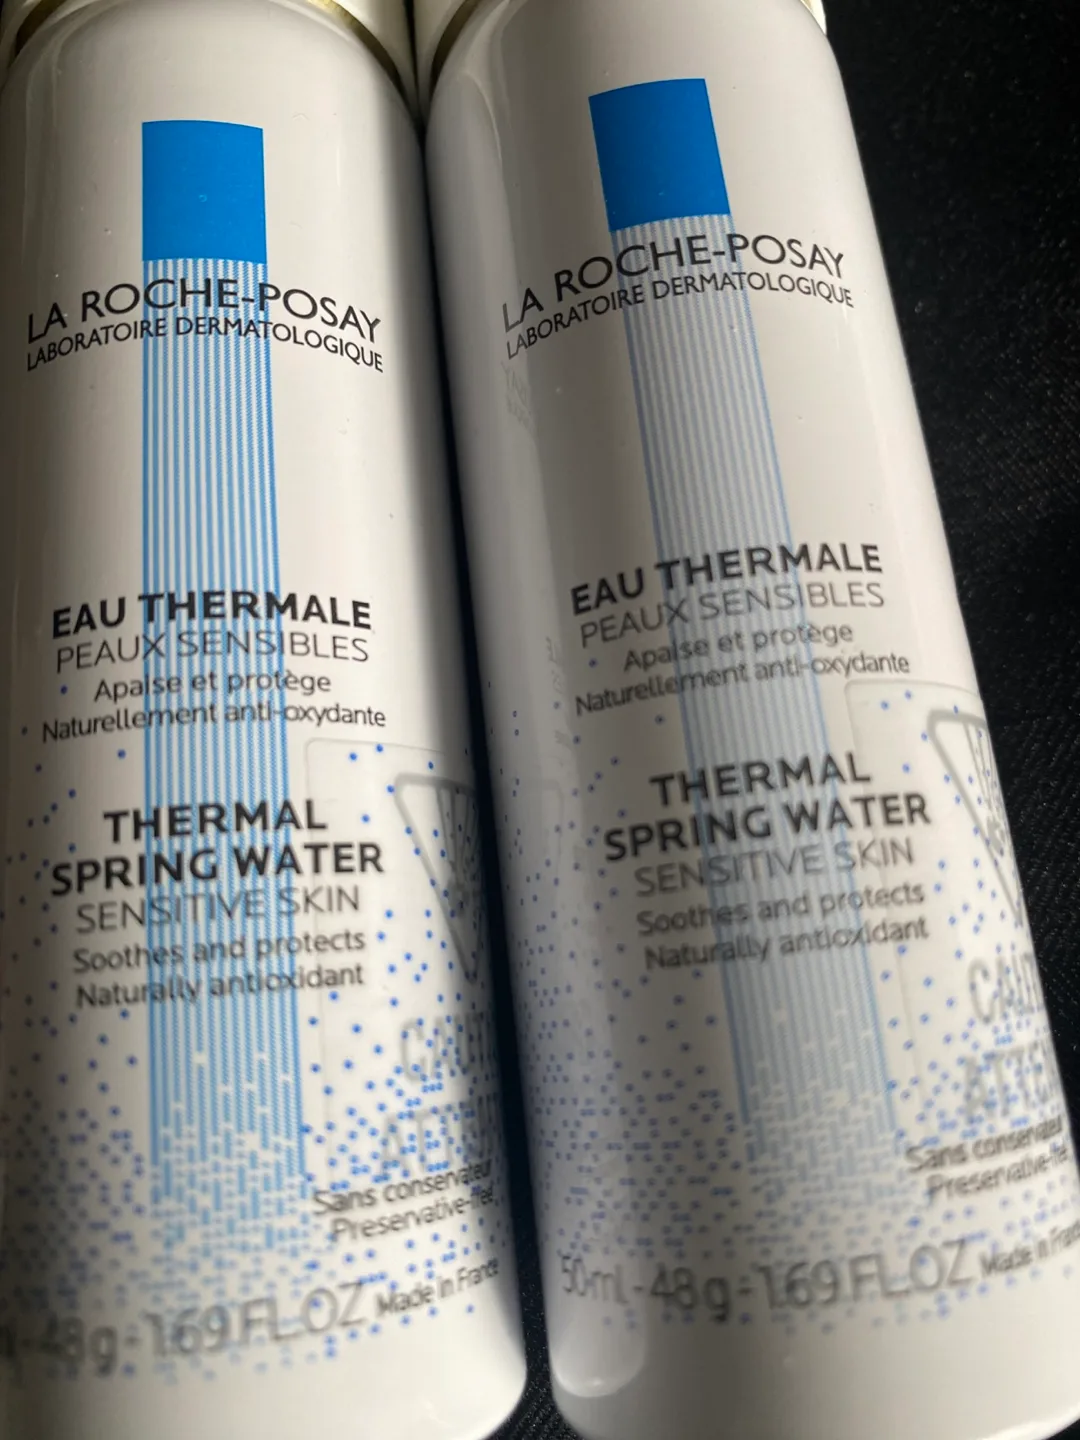 LA ROCHE-POSAY
LABORATOIRE DERMATOLOGIQUE
EAU THERMALE
PEAUX SENSIBLES
Apaise et protège
Naturellement anti-oxydante
THERMAL
SPRING WATER
SENSITIVE SKIN
Soothes and protects
Naturally antioxidant
Sans conservateur
Preservative-free
48g - 1.69 FL.OZ Made in France
LA ROCHE-POSAY
LABORATOIRE DERMATOLOGIQUE
EAU THERMALE
PEAUX SENSIBLES
Apaise et protège
Naturellement anti-oxydante
THERMAL
SPRING WATER
SENSITIVE SKIN
Soothes and protects
Naturally antioxidant
Sans conservateur
Preservative-free
50ml - 48g - 1.69 FL.OZ Made in France